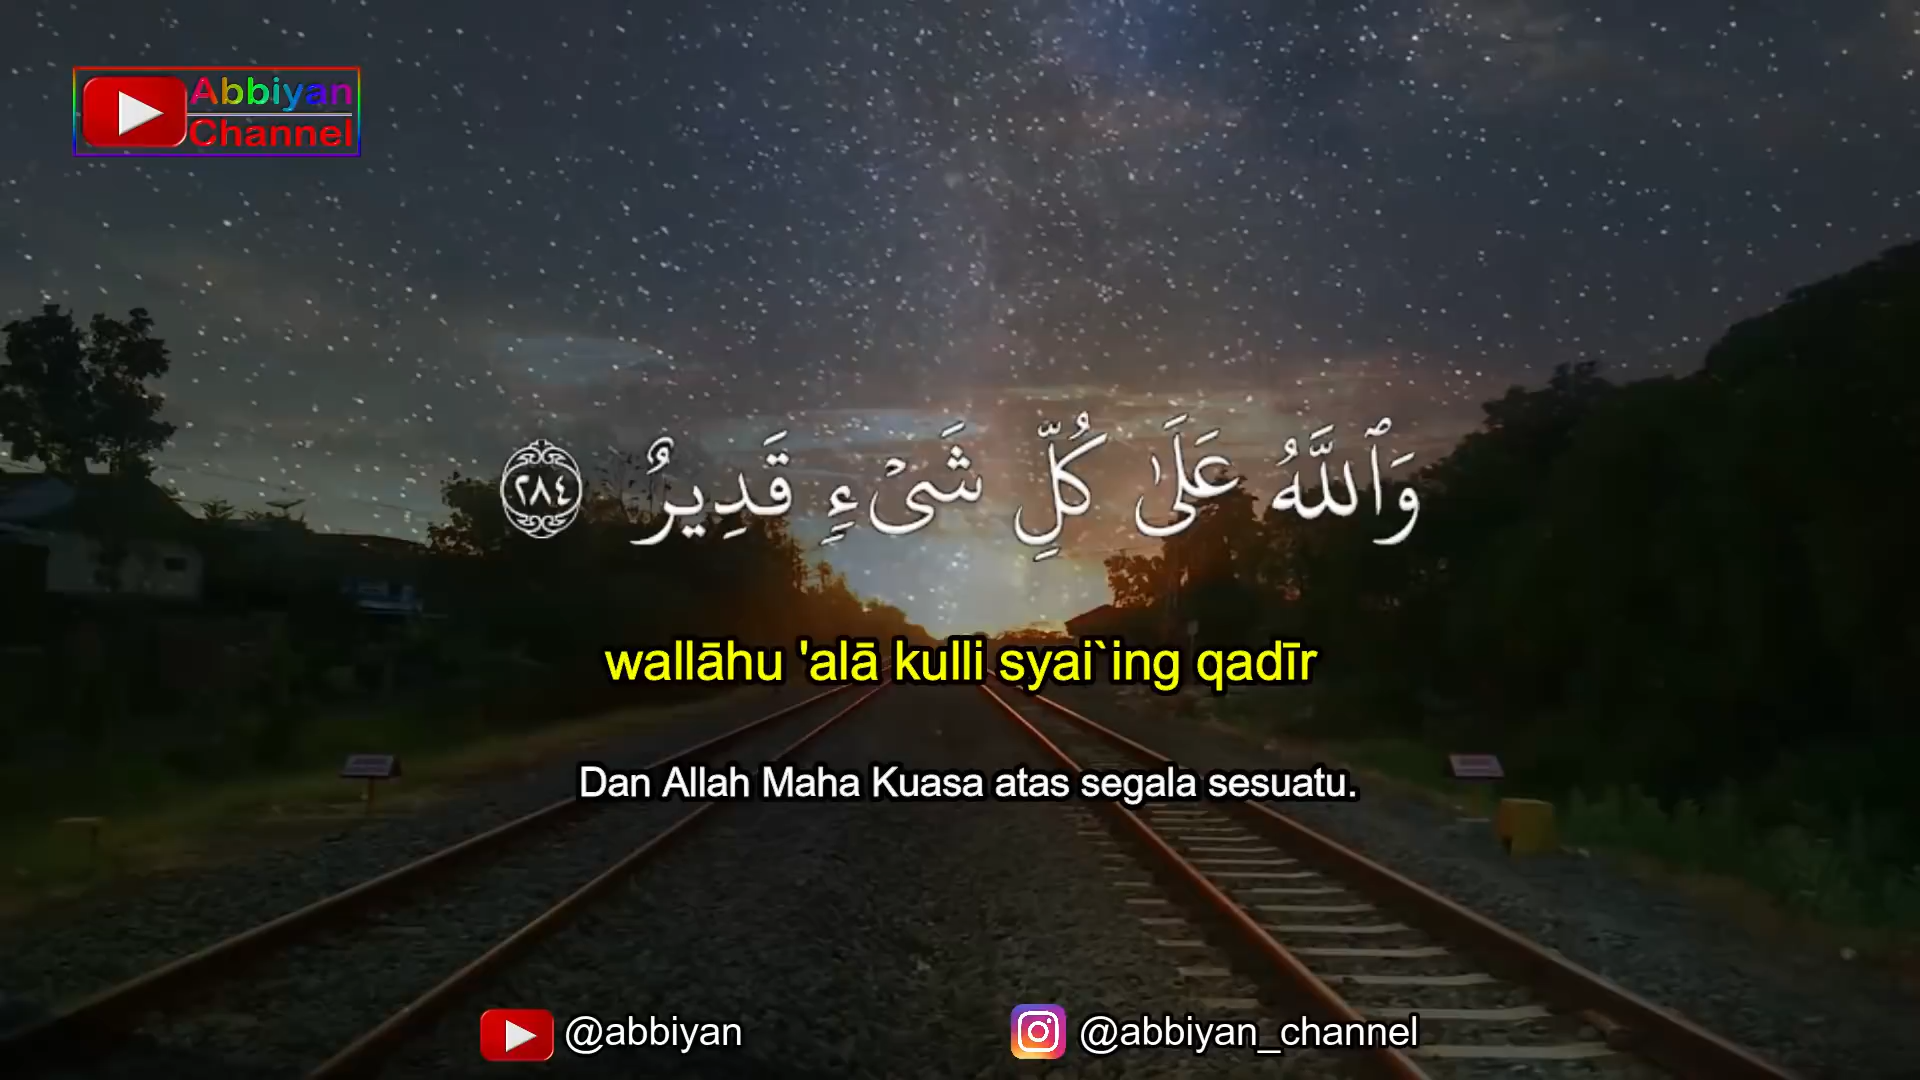 Abbiyan
Channel
وَٱللَّهُ عَلَىٰ كُلِّ شَىْءٍ قَدِيرٌ ٢٨٤
wallāhu 'alā kulli syai`ing qadīr
Dan Allah Maha Kuasa atas segala sesuatu.
@abbiyan
@abbiyan_channel